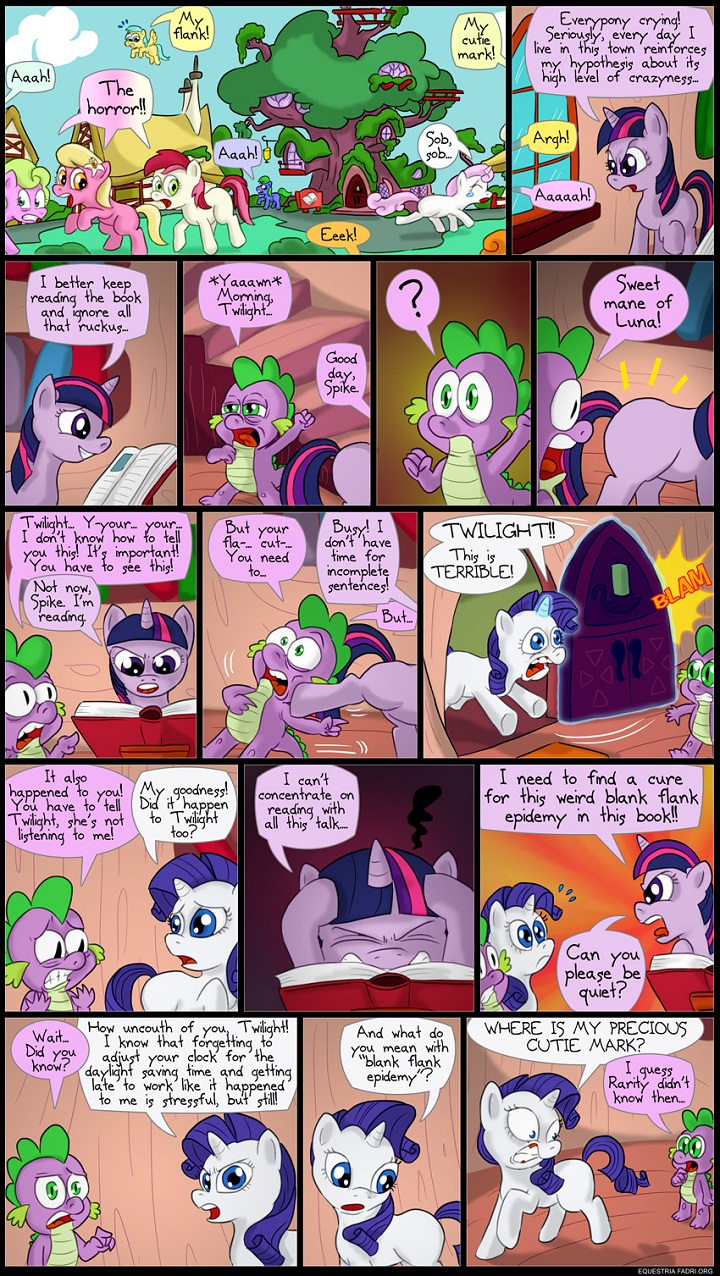 My
flank!
My
cutie
mark!
Aaah!
The
horror!!
Aaah!
Sob,
sob...
Eeek!
Everypony crying!
Seriously, every day I
live in this town reinforces
my hypothesis about its
high level of crazyness...
Argh!
Aaaaah!
I better keep
reading the book
and ignore all
that ruckus...
*Yaaawn*
Morning,
Twilight...
Good
day,
Spike.
?
Sweet
mane of
Luna!
Twilight... Y-your... your...
I don't know how to tell
you this! It's important!
You have to see this!
Not now,
Spike. I'm
reading.
But your
fla-... cut-...
You need
to...
Busy! I
don't have
time for
incomplete
sentences!
But...
TWILIGHT!!
This is
TERRIBLE!
BLAM
It also
happened to you!
You have to tell
Twilight, she's not
listening to me!
My goodness!
Did it happen
to Twilight
too?
I can't
concentrate on
reading with
all this talk....
I need to find a cure
for this weird blank flank
epidemy in this book!!
Can you
please be
quiet?
Wait...
Did you
know?
How uncouth of you, Twilight!
I know that forgetting to
adjust your clock for the
daylight saving time and getting
late to work like it happened
to me is stressful, but still!
And what do
you mean with
"blank flank
epidemy"?
WHERE IS MY PRECIOUS
CUTIE MARK?
I guess
Rarity didn't
know then...
EQUESTRIA.FADRI.ORG